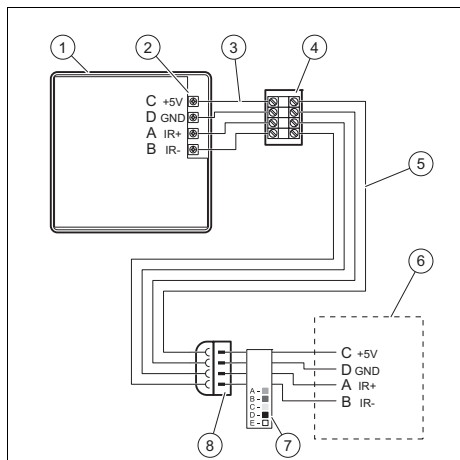 1
2
3
4
C +5V
D GND
A IR+
B IR-
5
6
C +5V
D GND
A IR+
B IR-
A -
B -
C -
D -
E -
8
7